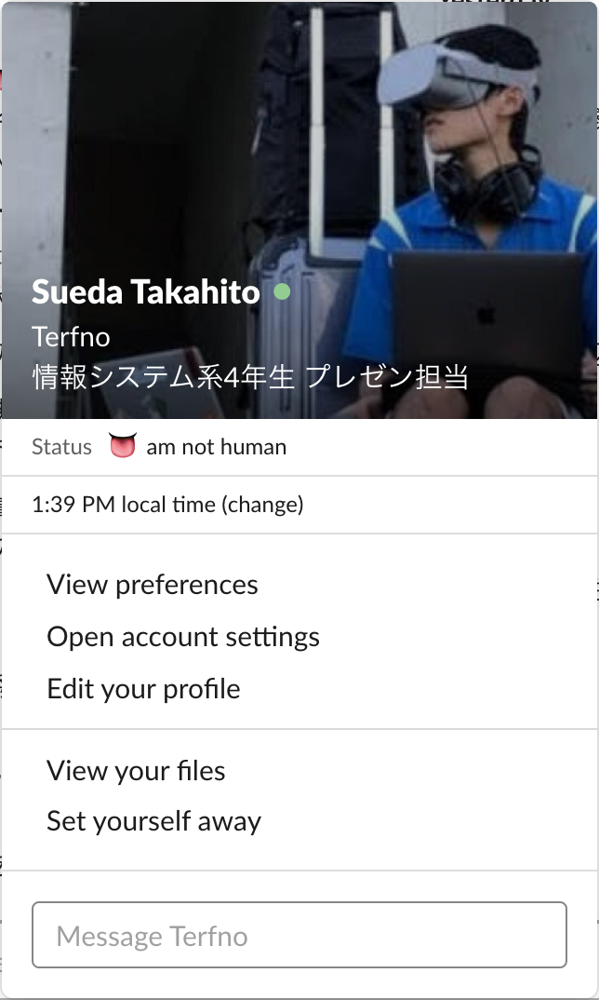 Sueda Takahito
Terfno
情報システム系4年生 プレゼン担当
Status am not human
1:39 PM local time (change)
View preferences
Open account settings
Edit your profile
View your files
Set yourself away
Message Terfno